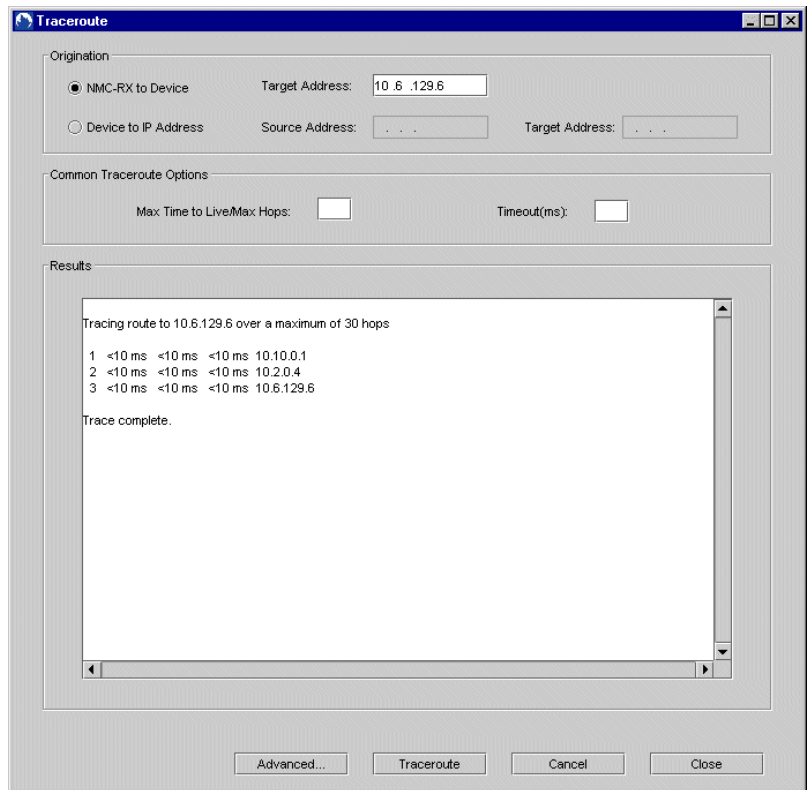 Traceroute
Origination
NMC-RX to Device Target Address: 10 .6 .129.6
Device to IP Address Source Address: . . . Target Address: . . .
Common Traceroute Options
Max Time to Live/Max Hops: Timeout(ms):
Results
Tracing route to 10.6.129.6 over a maximum of 30 hops
1 <10 ms <10 ms <10 ms 10.10.0.1
2 <10 ms <10 ms <10 ms 10.2.0.4
3 <10 ms <10 ms <10 ms 10.6.129.6
Trace complete.
Advanced... Traceroute Cancel Close